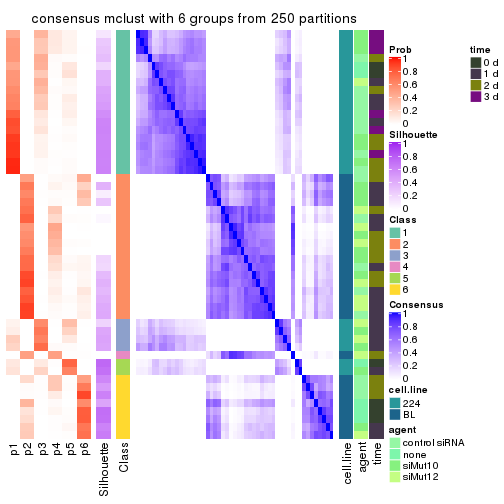 consensus mclust with 6 groups from 250 partitions
p1
p2
p3
p4
p5
p6
Silhouette
Class
cell.line
agent
time
Prob
1
0.8
0.6
0.4
0.2
0
Silhouette
1
0.8
0.6
0.4
0.2
0
Class
1
2
3
4
5
6
Consensus
1
0.8
0.6
0.4
0.2
0
cell.line
224
BL
agent
control siRNA
none
siMut10
siMut12
time
0 d
1 d
2 d
3 d